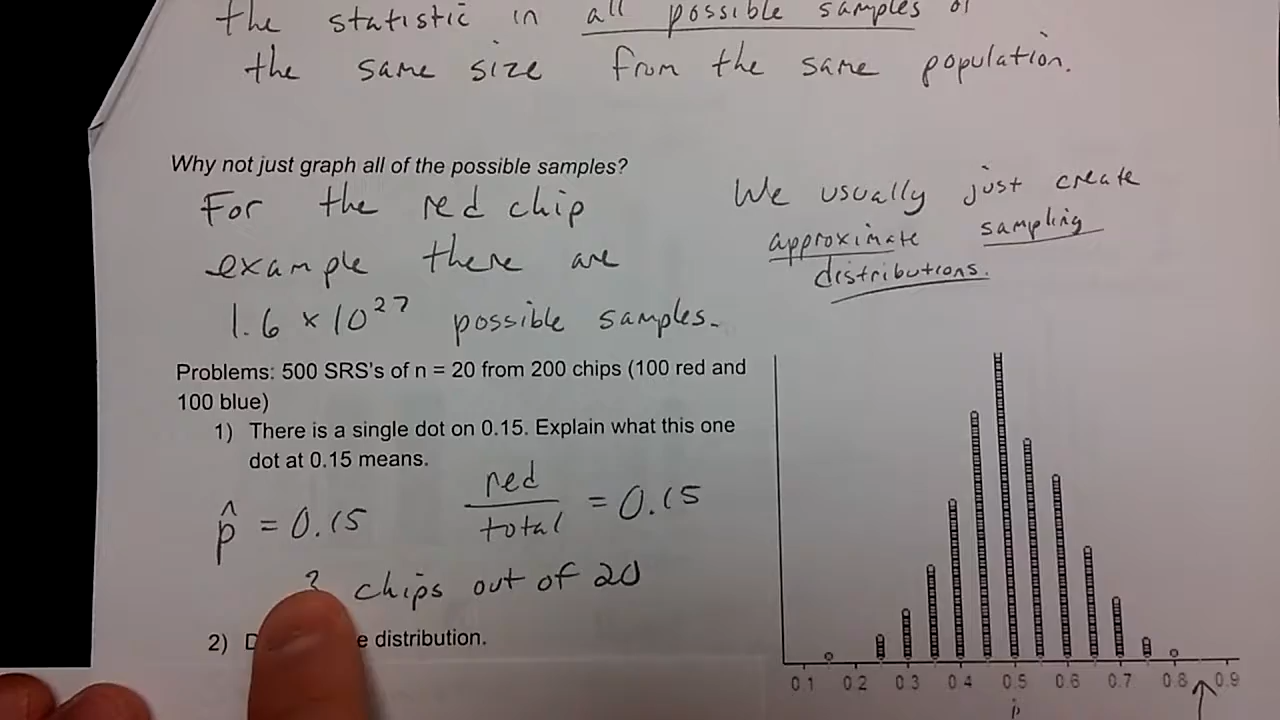 the statistic in all possible samples of
the same size from the same population.
Why not just graph all of the possible samples?
For the red chip
example there are
1.6 × 10²⁷ possible samples.
We usually just create
approximate sampling
distributions.
Problems: 500 SRS's of n = 20 from 200 chips (100 red and
100 blue)
1) There is a single dot on 0.15. Explain what this one
dot at 0.15 means.
p̂ = 0.15
red
total
= 0.15
chips out of 20
2)
distribution.
0.1 0.2 0.3 0.4 0.5 0.6 0.7 0.8 0.9